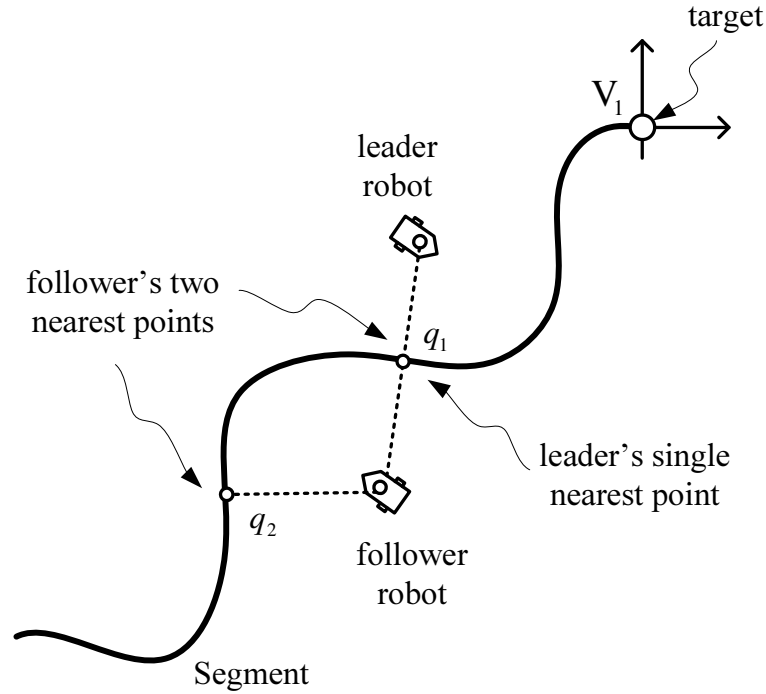 target
V₁
leader
robot
follower’s two
nearest points
q₁
leader’s single
nearest point
q₂
follower
robot
Segment